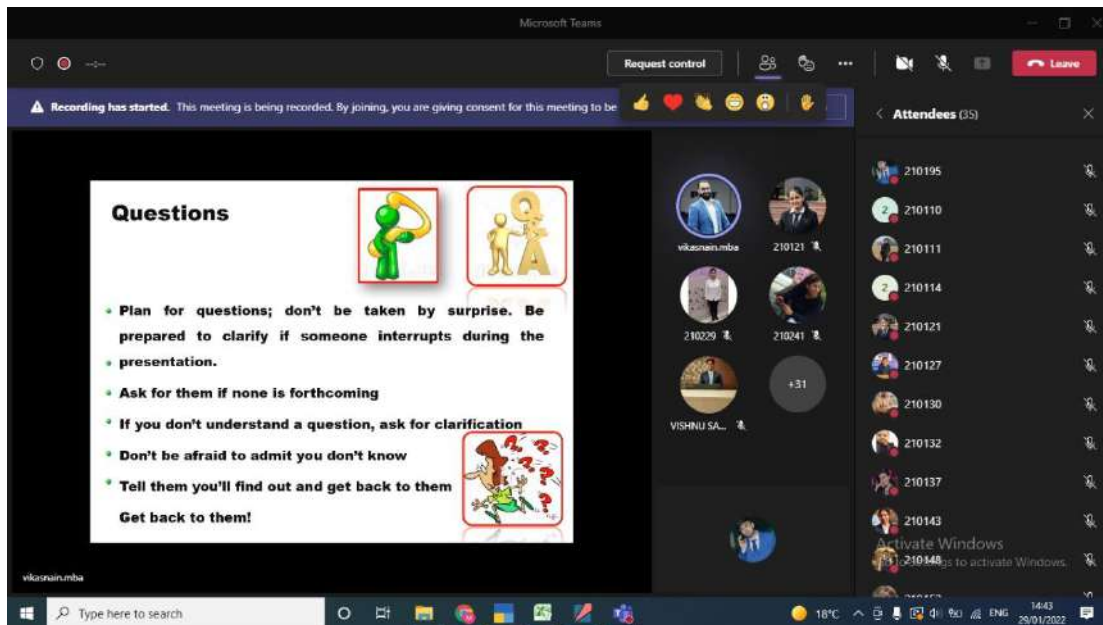 Microsoft Teams
Request control
Leave
Recording has started. This meeting is being recorded. By joining, you are giving consent for this meeting to be
Attendees (35)
Questions
Q&A
Plan for questions; don't be taken by surprise. Be
prepared to clarify if someone interrupts during the
presentation.
Ask for them if none is forthcoming
If you don't understand a question, ask for clarification
Don't be afraid to admit you don't know
Tell them you'll find out and get back to them
Get back to them!
vikasnain.mba
vikasnain.mba
210121
210229
210241
VISHNU SA...
+31
210195
2
210110
210111
2
210114
210121
210127
210130
210132
210137
210143
210148
Activate Windows
to activate Windows.
Type here to search
18°C
ENG
14:43
29/01/2022